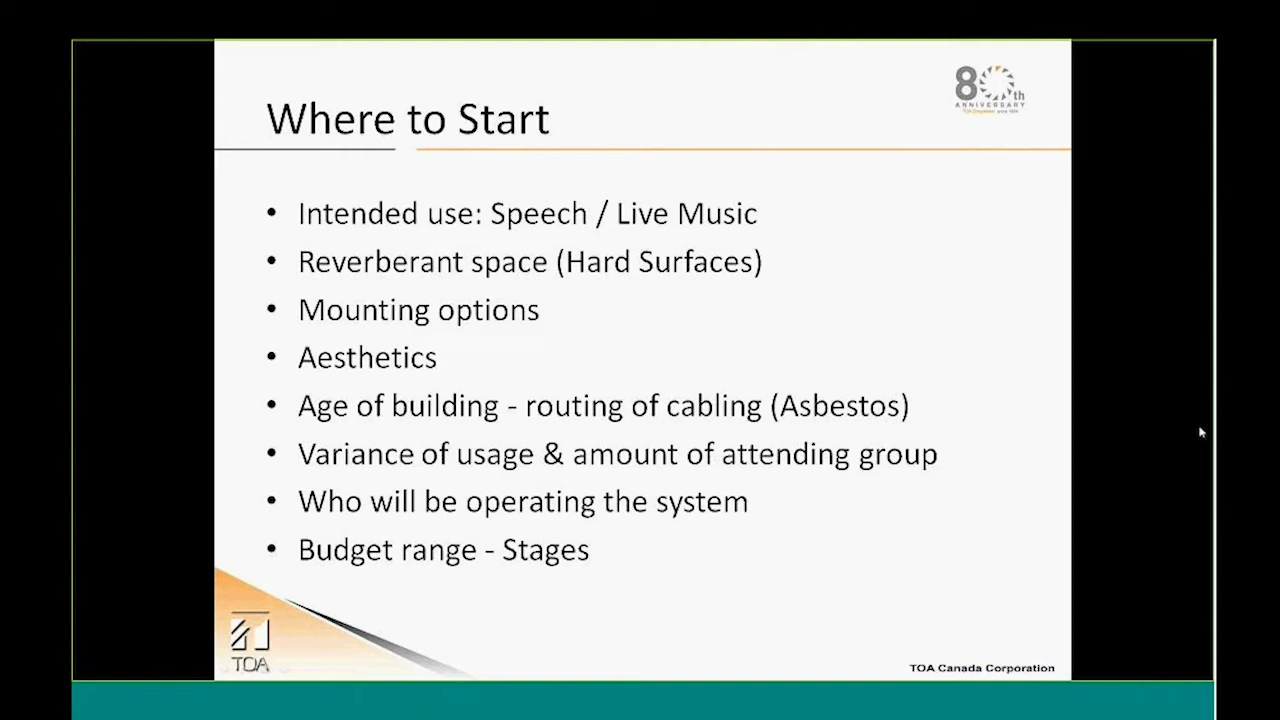 80th
ANNIVERSARY
Where to Start
• Intended use: Speech / Live Music
• Reverberant space (Hard Surfaces)
• Mounting options
• Aesthetics
• Age of building - routing of cabling (Asbestos)
• Variance of usage & amount of attending group
• Who will be operating the system
• Budget range - Stages
TOA
TOA Canada Corporation